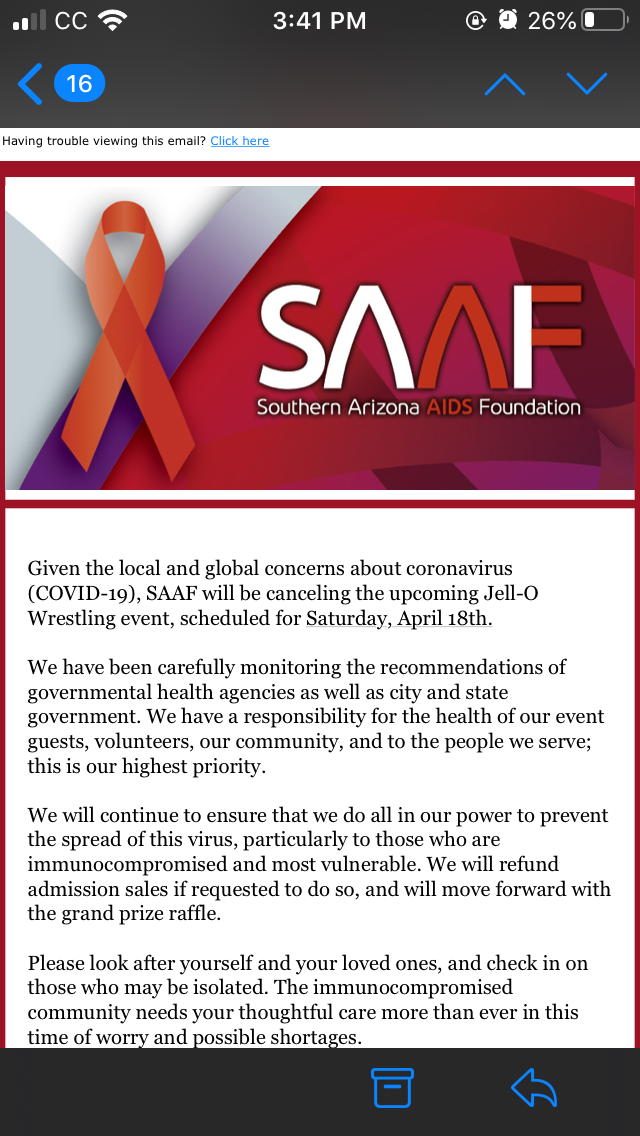 CC 3:41 PM 26%
16
Having trouble viewing this email? Click here
SAAF
Southern Arizona AIDS Foundation
Given the local and global concerns about coronavirus
(COVID-19), SAAF will be canceling the upcoming Jell-O
Wrestling event, scheduled for Saturday, April 18th.
We have been carefully monitoring the recommendations of
governmental health agencies as well as city and state
government. We have a responsibility for the health of our event
guests, volunteers, our community, and to the people we serve;
this is our highest priority.
We will continue to ensure that we do all in our power to prevent
the spread of this virus, particularly to those who are
immunocompromised and most vulnerable. We will refund
admission sales if requested to do so, and will move forward with
the grand prize raffle.
Please look after yourself and your loved ones, and check in on
those who may be isolated. The immunocompromised
community needs your thoughtful care more than ever in this
time of worry and possible shortages.